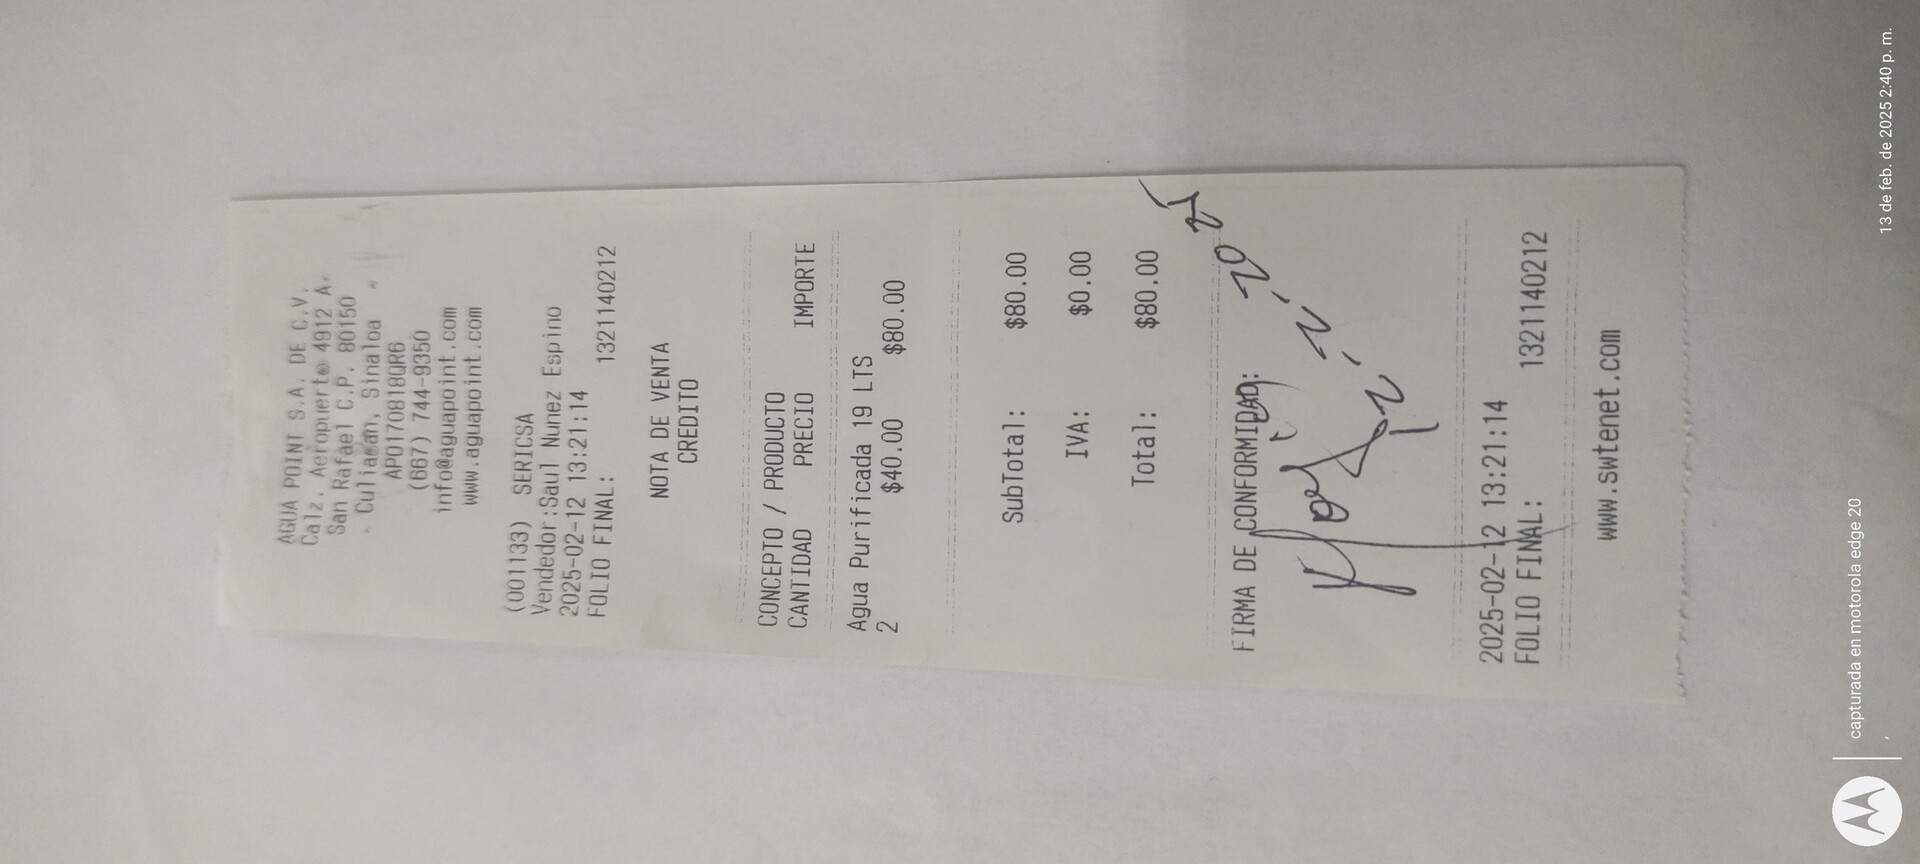 AGUA POINT S.A. DE C.V.
Calz. Aeropuerto 4912 A.
San Rafael C.P. 80150
Culiacan, Sinaloa
APO170818QR6
(667) 744-9350
info@aguapoint.com
www.aguapoint.com
(001133) SERICSA
Vendedor:Saul Nunez Espino
2025-02-12 13:21:14
FOLIO FINAL: 1321140212
NOTA DE VENTA
CREDITO
CONCEPTO / PRODUCTO
CANTIDAD PRECIO IMPORTE
Agua Purificada 19 LTS
2 $40.00 $80.00
SubTotal: $80.00
IVA: $0.00
Total: $80.00
FIRMA DE CONFORMIDAD:
2025-02-12 13:21:14
FOLIO FINAL: 1321140212
www.swtenet.com
capturada en motorola edge 20
13 de feb. de 2025 2:40 p. m.